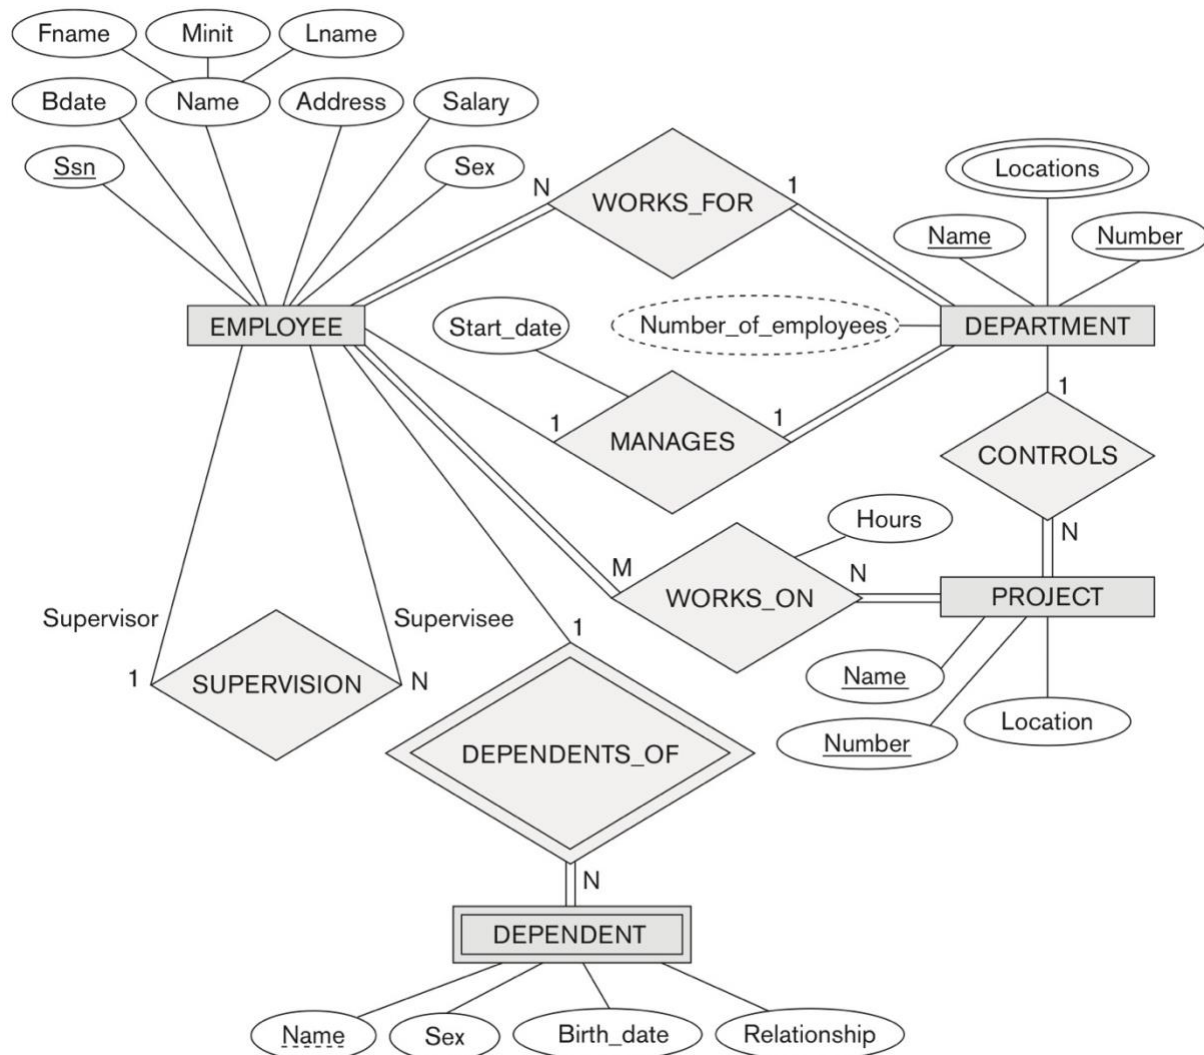 Fname
Minit
Lname
Bdate
Name
Address
Salary
Ssn
Sex
N
WORKS_FOR
1
Locations
Name
Number
EMPLOYEE
Start_date
Number_of_employees
DEPARTMENT
1
MANAGES
1
1
CONTROLS
N
Hours
M
WORKS_ON
N
PROJECT
Supervisor
Supervisee
1
SUPERVISION
N
1
Name
Number
Location
DEPENDENTS_OF
N
DEPENDENT
Name
Sex
Birth_date
Relationship